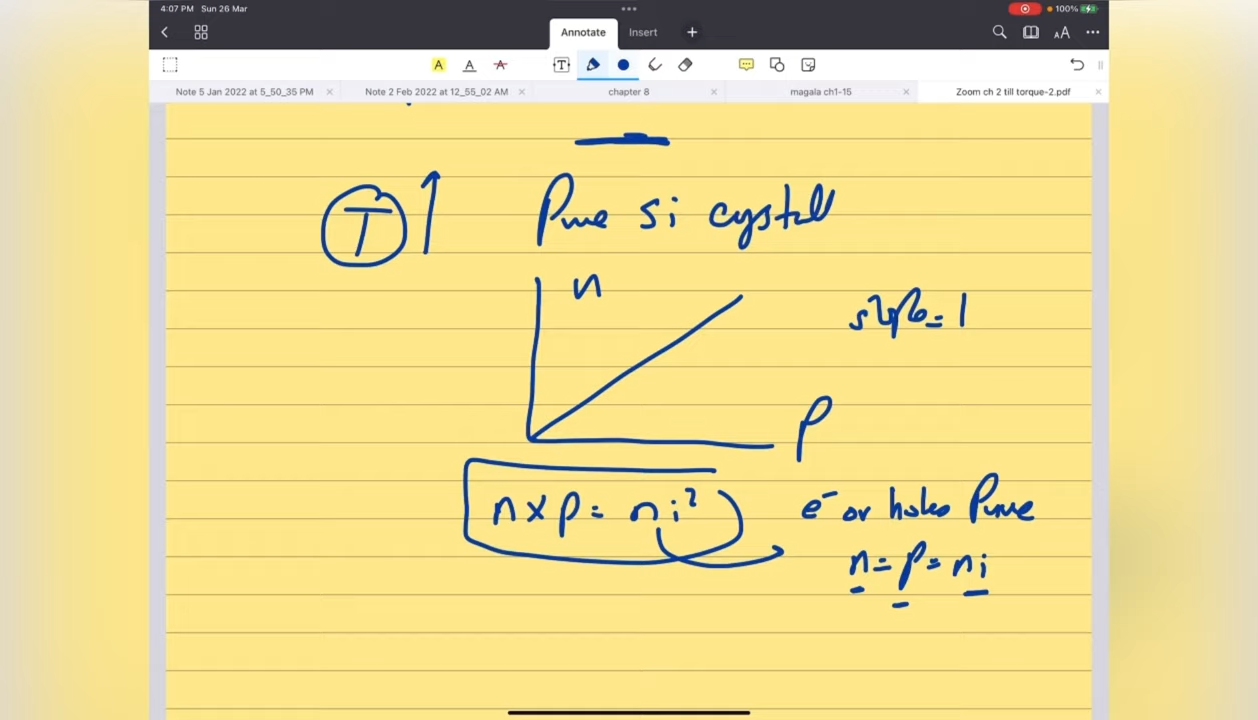 4:07 PM Sun 26 Mar
100%
Annotate Insert
AA
A A A T
Note 5 Jan 2022 at 5_50_35 PM Note 2 Feb 2022 at 12_55_02 AM chapter 8 magala ch1-15 Zoom ch 2 till torque-2.pdf
T Pure Si cystall
n
slope = 1
P
n x p = ni²
e⁻ or holes Pure
n = p = ni